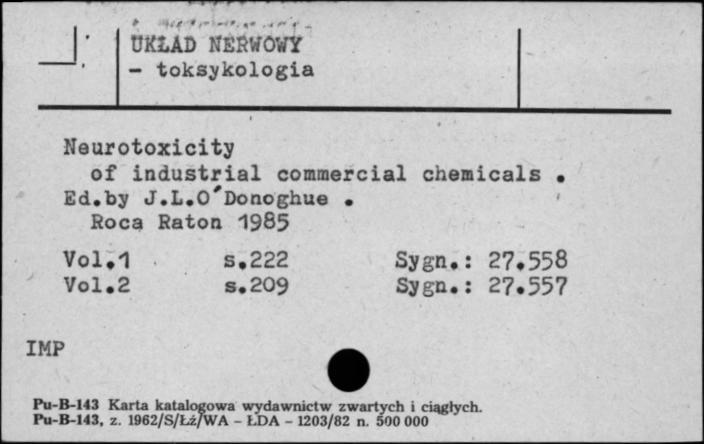 UKŁAD NERWOWY
- toksykologia
Neurotoxicity
of industrial commercial chemicals .
Ed.by J.L.O'Donoghue .
Roca Raton 1985
Vol.1 s.222 Sygn.: 27.558
Vol.2 s.209 Sygn.: 27.557
IMP
Pu-B-143 Karta katalogowa wydawnictw zwartych i ciągłych.
Pu-B-143, z. 1962/S/Łż/WA - ŁDA - 1203/82 n. 500 000